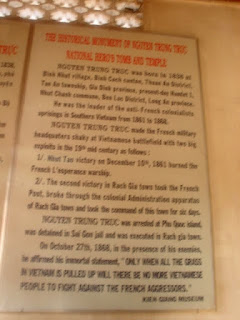 TRUC
THE HISTORICAL MONUMENT OF NGUYEN TRUNG TRUC
NATIONAL HERO'S TOMB AND TEMPLE
NGUYEN TRUNG TRUC was born in 1838 at
Binh Nhat village, Binh Cach canton, Thuan An District,
Tan An township, Gia Dinh province, present-day Hamlet 1,
Nhut Chanh commune, Ben Luc District, Long An province.
He was the leader of the anti-French colonialists
uprisings in Southern Vietnam from 1861 to 1868.
NGUYEN TRUNG TRUC made the French military
headquarters shaky at Vietnamese battlefield with two big
exploits in the 19th mid century as follows :
1/. Nhut Tao victory on December 10th, 1861 burned the
French L'esperance warship.
2/. The second victory in Rach Gia town took the French
Post, broke through the colonial Administration apparatus
of Rach Gia town and took the command of this town for six days.
NGUYEN TRUNG TRUC was arrested at Phu Quoc island,
was detained in Sai Gon jail and was executed in Rach gia town.
On October 27th, 1868, in the presence of his enemies,
he affirmed his immortal statement, " ONLY WHEN ALL THE GRASS
IN VIETNAM IS PULLED UP WILL THERE BE NO MORE VIETNAMESE
PEOPLE TO FIGHT AGAINST THE FRENCH AGGRESSORS."
KIEN GIANG MUSEUM